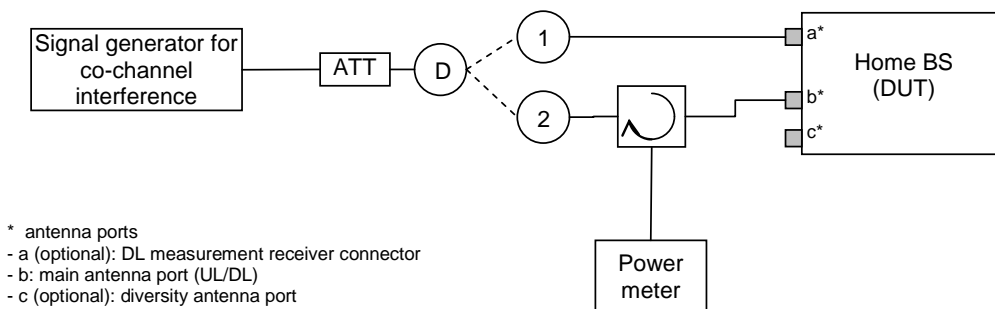 Signal generator for
co-channel
interference
ATT
D
1
2
a*
b*
c*
Home BS
(DUT)
Power
meter
* antenna ports
- a (optional): DL measurement receiver connector
- b: main antenna port (UL/DL)
- c (optional): diversity antenna port